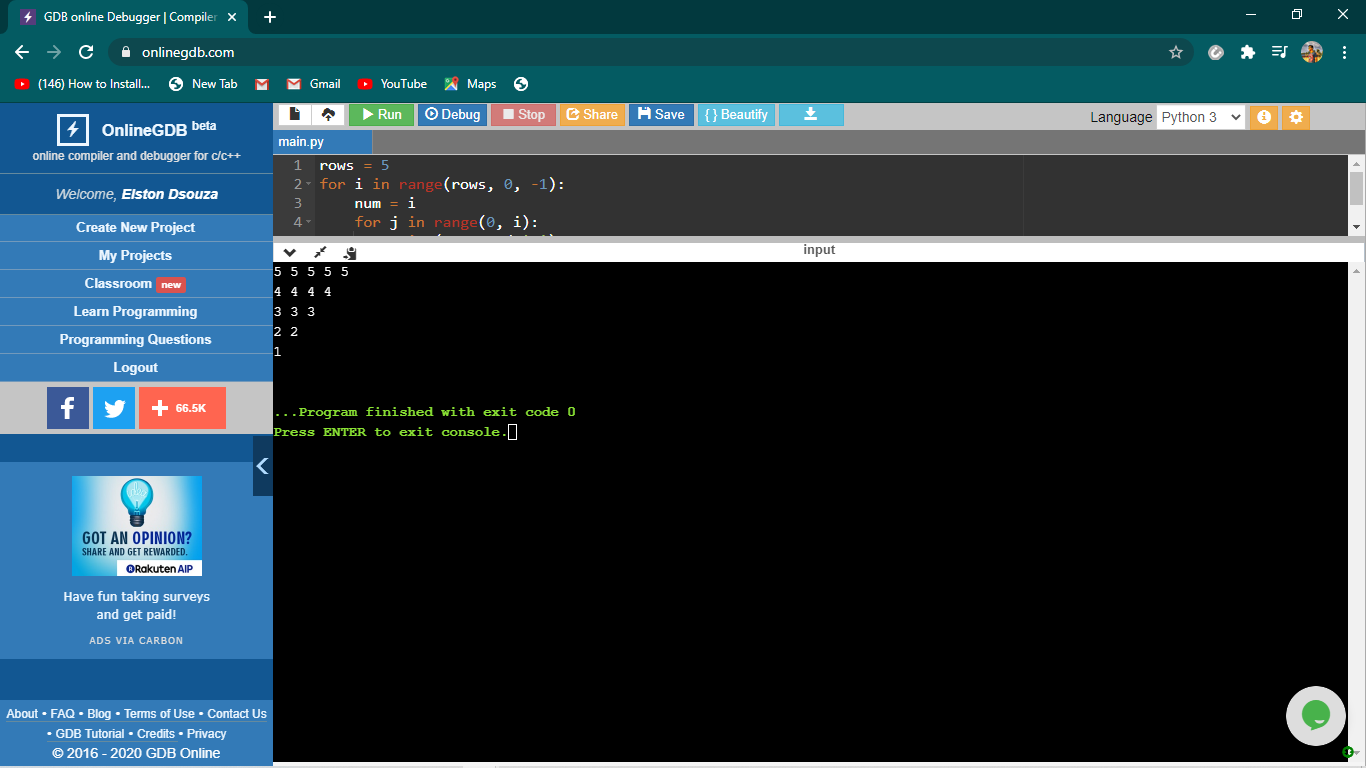 GDB online Debugger | Compiler
onlinegdb.com
(146) How to Install... New Tab Gmail YouTube Maps
OnlineGDB beta
online compiler and debugger for c/c++
Welcome, Elston Dsouza
Create New Project
My Projects
Classroom new
Learn Programming
Programming Questions
Logout
f + 66.5K
GOT AN OPINION?
SHARE AND GET REWARDED.
Rakuten AIP
Have fun taking surveys
and get paid!
ADS VIA CARBON
About • FAQ • Blog • Terms of Use • Contact Us
• GDB Tutorial • Credits • Privacy
© 2016 - 2020 GDB Online
Run Debug Stop Share Save { } Beautify Language Python 3
main.py
1 rows = 5
2 for i in range(rows, 0, -1):
3     num = i
4     for j in range(0, i):
input
5 5 5 5 5
4 4 4 4
3 3 3
2 2
1
...Program finished with exit code 0
Press ENTER to exit console.